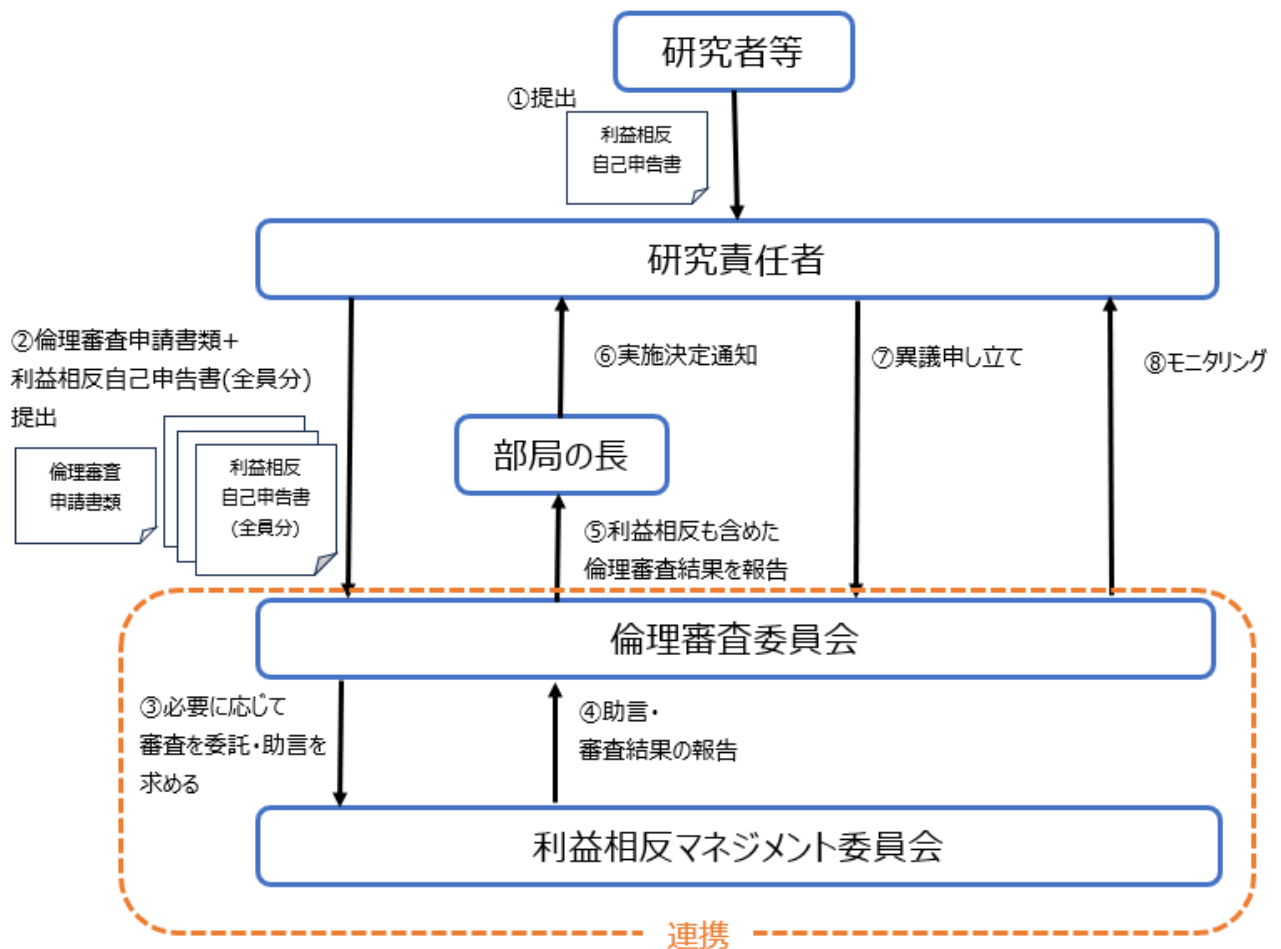 研究者等
①提出
利益相反
自己申告書
研究責任者
②倫理審査申請書類+
利益相反自己申告書(全員分)
提出
倫理審査
申請書類
利益相反
自己申告書
(全員分)
⑥実施決定通知
⑦異議申し立て
⑧モニタリング
部局の長
⑤利益相反も含めた
倫理審査結果を報告
倫理審査委員会
③必要に応じて
審査を委託・助言を
求める
④助言・
審査結果の報告
利益相反マネジメント委員会
連携